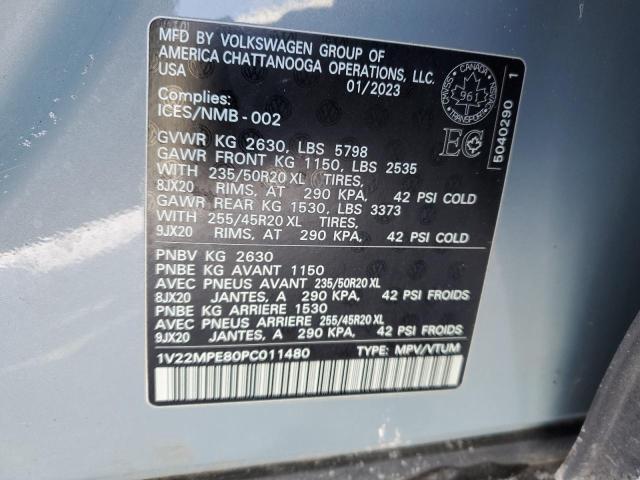 MFD BY VOLKSWAGEN GROUP OF
AMERICA CHATTANOOGA OPERATIONS, LLC.
USA
01/2023
Complies:
ICES/NMB - 002
GVWR KG 2630, LBS 5798
GAWR FRONT KG 1150, LBS 2535
WITH 235/50R20 XL TIRES,
8JX20 RIMS, AT 290 KPA, 42 PSI COLD
GAWR REAR KG 1530, LBS 3373
WITH 255/45R20 XL TIRES,
9JX20 RIMS, AT 290 KPA, 42 PSI COLD
PNBV KG 2630
PNBE KG AVANT 1150
AVEC PNEUS AVANT 235/50R20 XL
8JX20 JANTES, A 290 KPA, 42 PSI FROIDS
PNBE KG ARRIERE 1530
AVEC PNEUS ARRIERE 255/45R20 XL
9JX20 JANTES, A 290 KPA, 42 PSI FROIDS
1V22MPE80PC011480 TYPE: MPV/VTUM
CANADA
961
TRANSPORT
EC
5040290 1